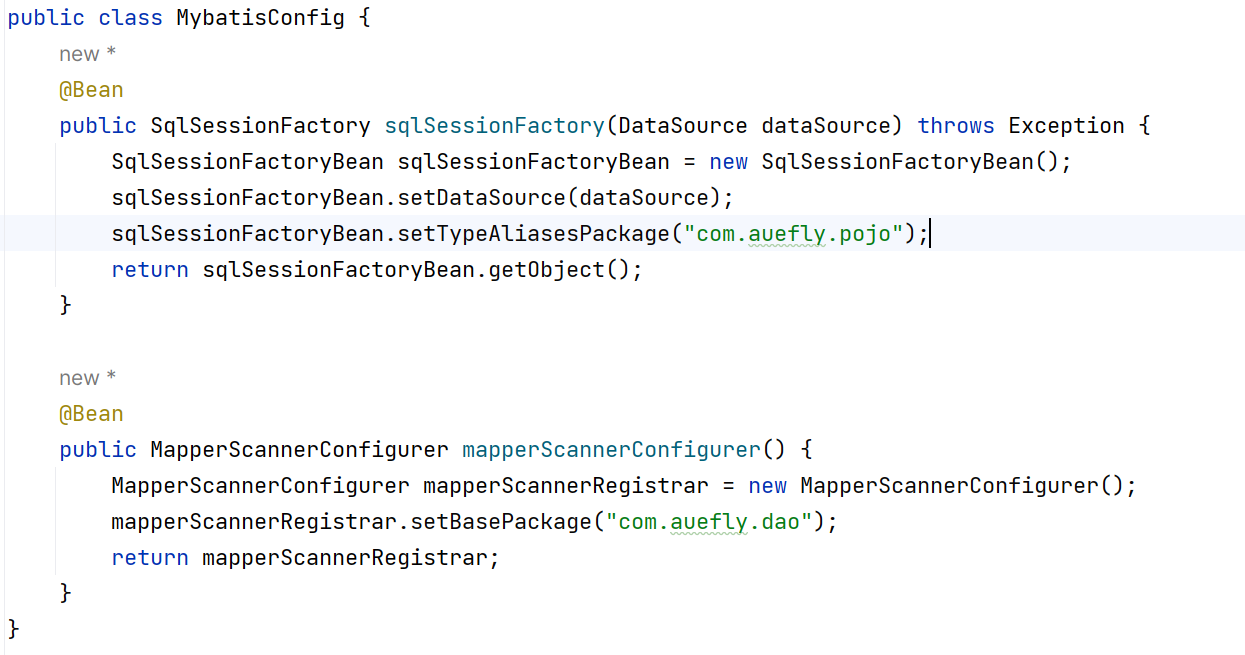 public class MybatisConfig {
new *
@Bean
public SqlSessionFactory sqlSessionFactory(DataSource dataSource) throws Exception {
SqlSessionFactoryBean sqlSessionFactoryBean = new SqlSessionFactoryBean();
sqlSessionFactoryBean.setDataSource(dataSource);
sqlSessionFactoryBean.setTypeAliasesPackage("com.auefly.pojo");
return sqlSessionFactoryBean.getObject();
}
new *
@Bean
public MapperScannerConfigurer mapperScannerConfigurer() {
MapperScannerConfigurer mapperScannerRegistrar = new MapperScannerConfigurer();
mapperScannerRegistrar.setBasePackage("com.auefly.dao");
return mapperScannerRegistrar;
}
}